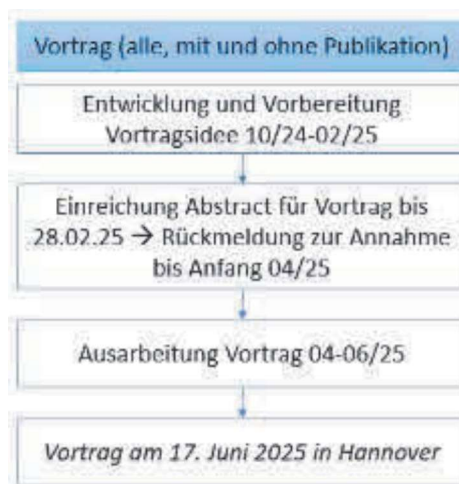 Vortrag (alle, mit und ohne Publikation)
Entwicklung und Vorbereitung
Vortragsidee 10/24-02/25
Einreichung Abstract für Vortrag bis
28.02.25 → Rückmeldung zur Annahme
bis Anfang 04/25
Ausarbeitung Vortrag 04-06/25
Vortrag am 17. Juni 2025 in Hannover